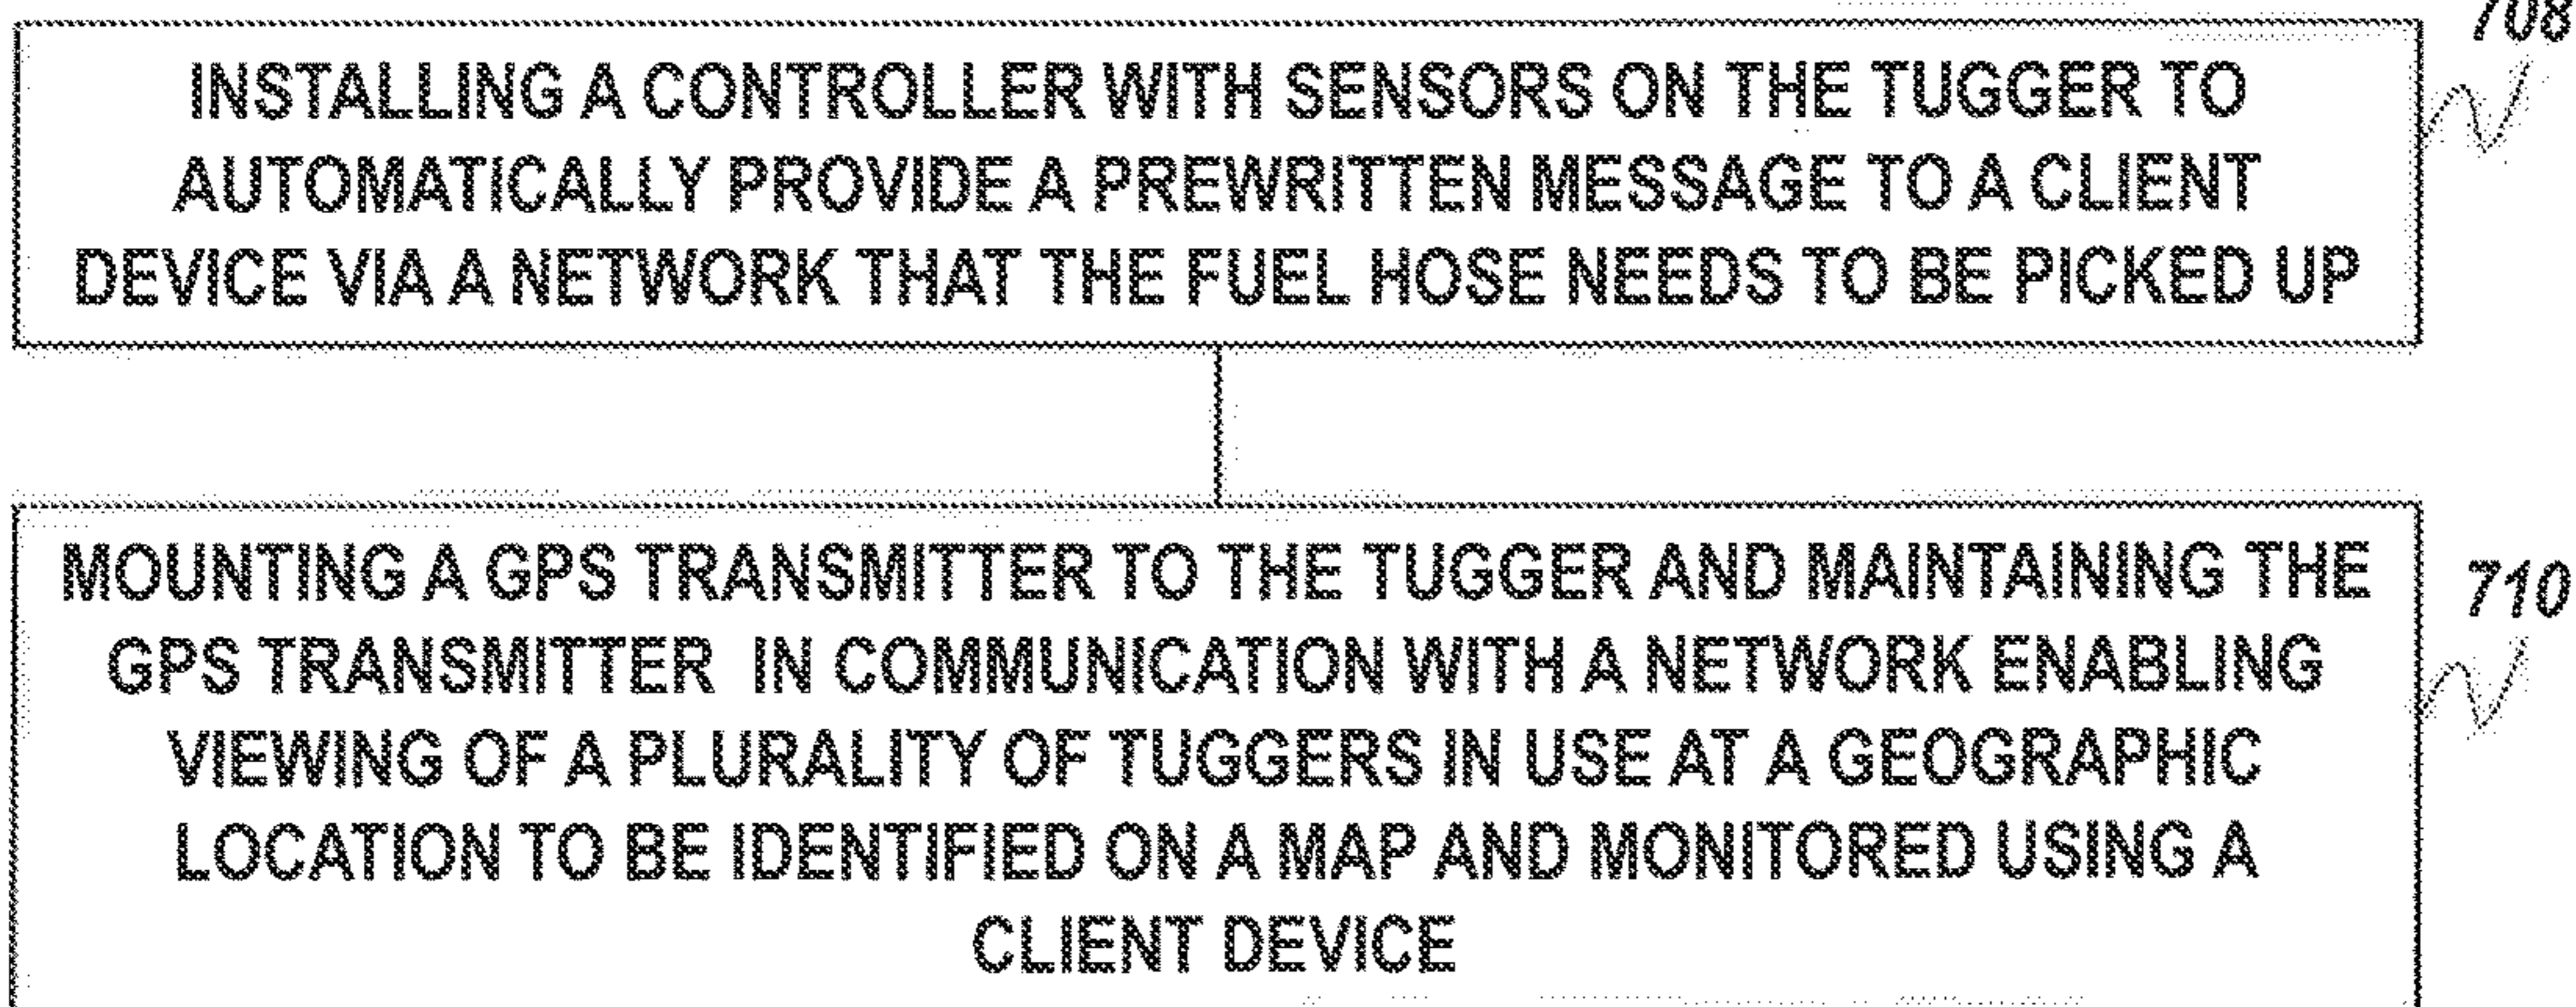 708
INSTALLING A CONTROLLER WITH SENSORS ON THE TUGGER TO
AUTOMATICALLY PROVIDE A PREWRITTEN MESSAGE TO A CLIENT
DEVICE VIA A NETWORK THAT THE FUEL HOSE NEEDS TO BE PICKED UP
MOUNTING A GPS TRANSMITTER TO THE TUGGER AND MAINTAINING THE
710
GPS TRANSMITTER IN COMMUNICATION WITH A NETWORK ENABLING
VIEWING OF A PLURALITY OF TUGGERS IN USE AT A GEOGRAPHIC
LOCATION TO BE IDENTIFIED ON A MAP AND MONITORED USING A
CLIENT DEVICE